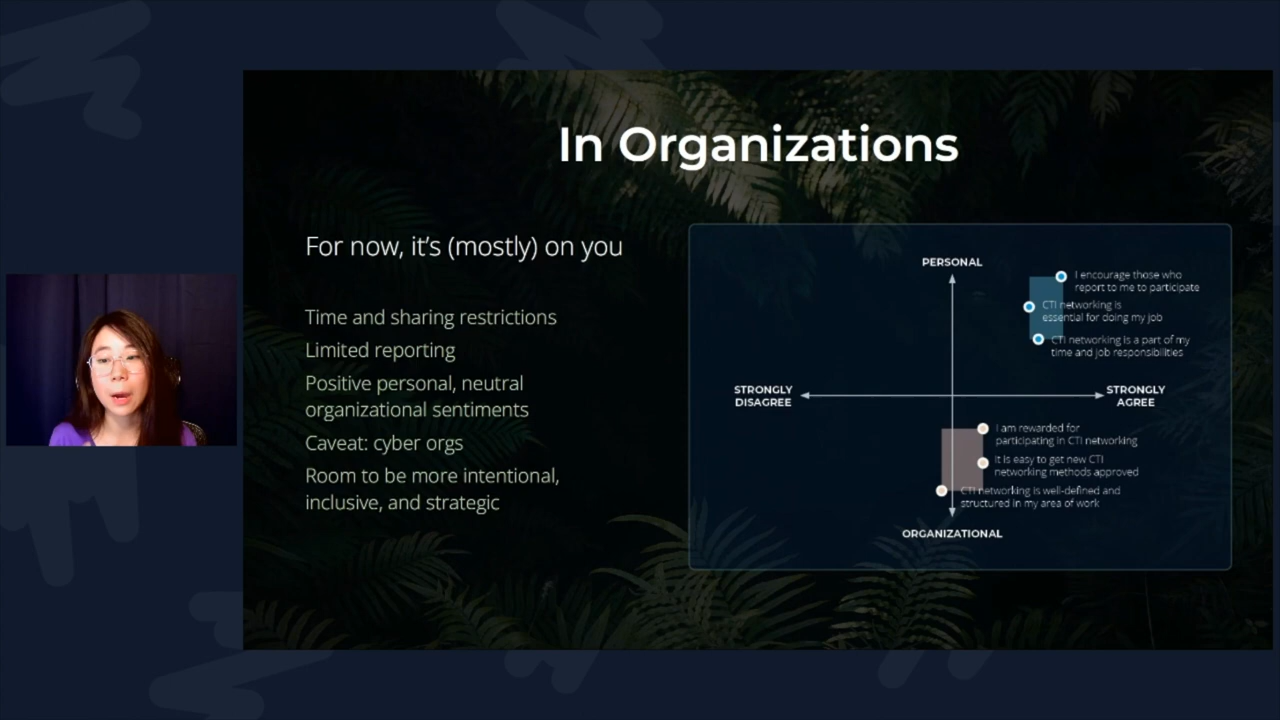 In Organizations
For now, it's (mostly) on you
Time and sharing restrictions
Limited reporting
Positive personal, neutral
organizational sentiments
Caveat: cyber orgs
Room to be more intentional,
inclusive, and strategic
PERSONAL
I encourage those who
report to me to participate
CTI networking is
essential for doing my job
CTI networking is a part of my
time and job responsibilities
STRONGLY
DISAGREE
STRONGLY
AGREE
I am rewarded for
participating in CTI networking
It is easy to get new CTI
networking methods approved
CTI networking is well-defined and
structured in my area of work
ORGANIZATIONAL